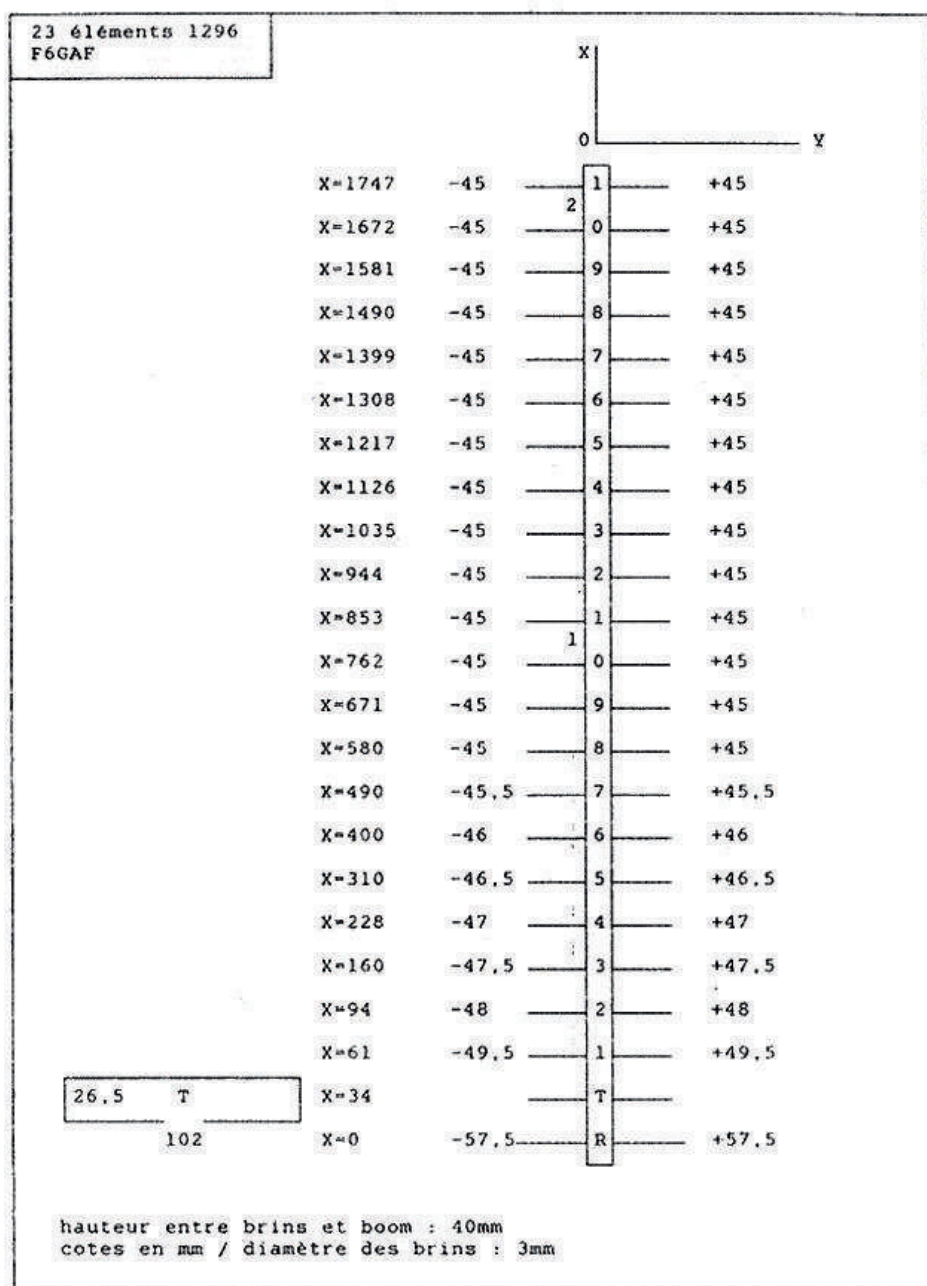 23 éléments 1296
F6GAF
X
0 Y
X=1747 -45 1 +45
2
X=1672 -45 0 +45
X=1581 -45 9 +45
X=1490 -45 8 +45
X=1399 -45 7 +45
X=1308 -45 6 +45
X=1217 -45 5 +45
X=1126 -45 4 +45
X=1035 -45 3 +45
X=944 -45 2 +45
X=853 -45 1 +45
1
X=762 -45 0 +45
X=671 -45 9 +45
X=580 -45 8 +45
X=490 -45,5 7 +45,5
X=400 -46 6 +46
X=310 -46,5 5 +46,5
X=228 -47 4 +47
X=160 -47,5 3 +47,5
X=94 -48 2 +48
X=61 -49,5 1 +49,5
26,5 T X=34 T
102 X=0 -57,5 R +57,5
hauteur entre brins et boom : 40mm
cotes en mm / diamètre des brins : 3mm